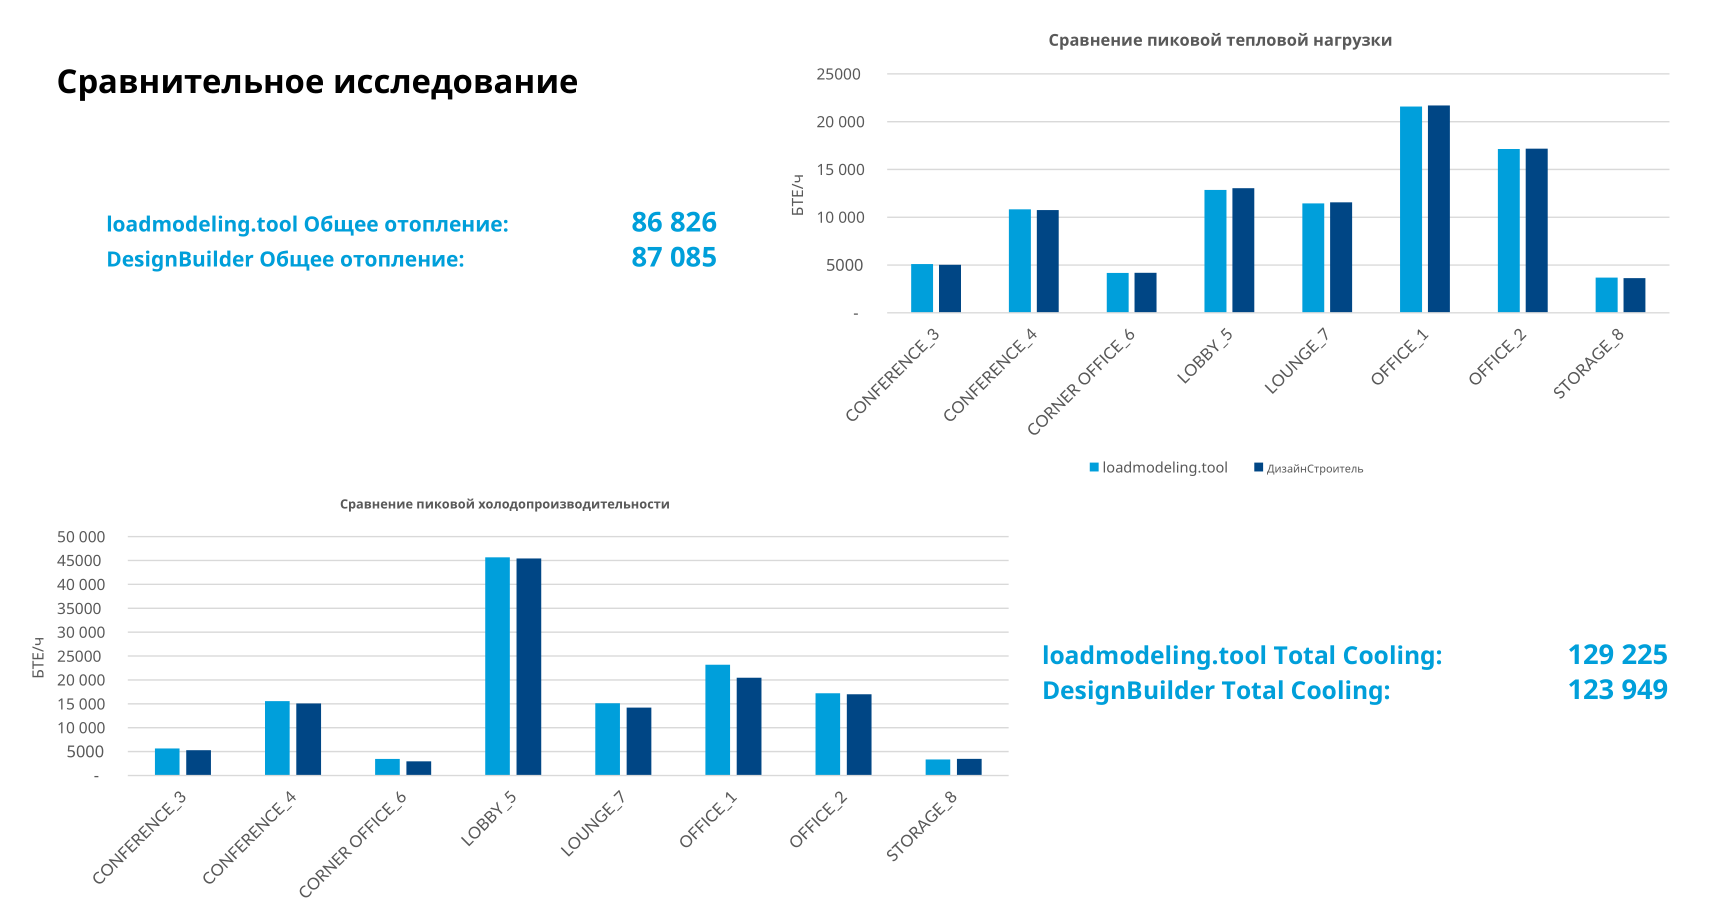 Сравнительное исследование
loadmodeling.tool Общее отопление: 86 826
DesignBuilder Общее отопление: 87 085
Сравнение пиковой тепловой нагрузки
25000
20 000
15 000
10 000
5000
-
БТЕ/ч
CONFERENCE_3
CONFERENCE_4
CORNER OFFICE_6
LOBBY_5
LOUNGE_7
OFFICE_1
OFFICE_2
STORAGE_8
loadmodeling.tool ДизайнСтроитель
Сравнение пиковой холодопроизводительности
50 000
45000
40 000
35000
30 000
25000
20 000
15 000
10 000
5000
-
БТЕ/ч
CONFERENCE_3
CONFERENCE_4
CORNER OFFICE_6
LOBBY_5
LOUNGE_7
OFFICE_1
OFFICE_2
STORAGE_8
loadmodeling.tool Total Cooling: 129 225
DesignBuilder Total Cooling: 123 949